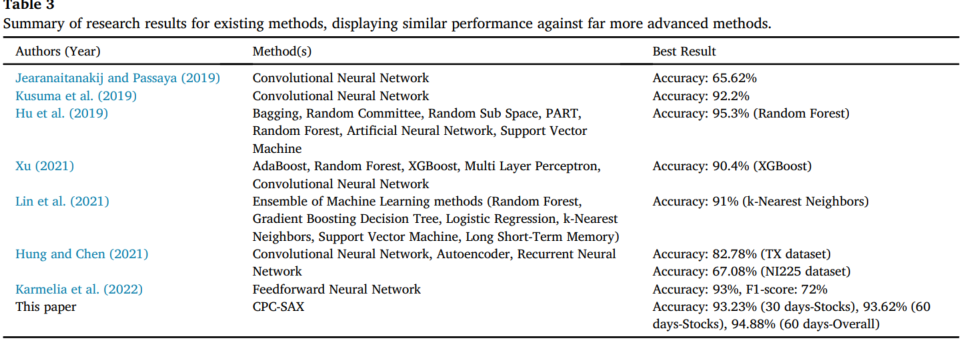 Table 3
Summary of research results for existing methods, displaying similar performance against far more advanced methods.
Authors (Year) Method(s) Best Result
Jearanaitanakij and Passaya (2019) Convolutional Neural Network Accuracy: 65.62%
Kusuma et al. (2019) Convolutional Neural Network Accuracy: 92.2%
Hu et al. (2019) Bagging, Random Committee, Random Sub Space, PART, Accuracy: 95.3% (Random Forest)
Random Forest, Artificial Neural Network, Support Vector
Machine
Xu (2021) AdaBoost, Random Forest, XGBoost, Multi Layer Perceptron, Accuracy: 90.4% (XGBoost)
Convolutional Neural Network
Lin et al. (2021) Ensemble of Machine Learning methods (Random Forest, Accuracy: 91% (k-Nearest Neighbors)
Gradient Boosting Decision Tree, Logistic Regression, k-Nearest
Neighbors, Support Vector Machine, Long Short-Term Memory)
Hung and Chen (2021) Convolutional Neural Network, Autoencoder, Recurrent Neural Accuracy: 82.78% (TX dataset)
Network Accuracy: 67.08% (NI225 dataset)
Karmelia et al. (2022) Feedforward Neural Network Accuracy: 93%, F1-score: 72%
This paper CPC-SAX Accuracy: 93.23% (30 days-Stocks), 93.62% (60
days-Stocks), 94.88% (60 days-Overall)